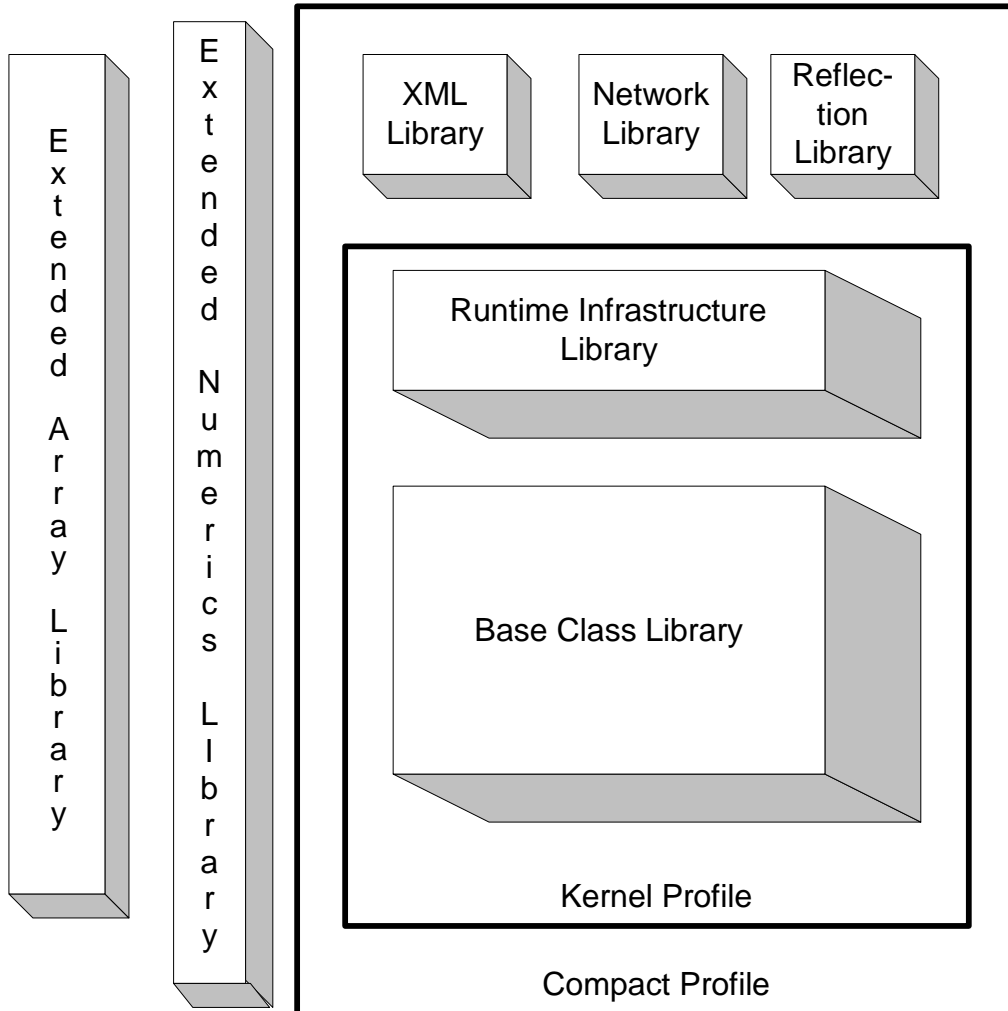 Extended Array Library
Extended Numerics LIbrary
XML
Library
Network
Library
Reflec-
tion
Library
Runtime Infrastructure
Library
Base Class Library
Kernel Profile
Compact Profile